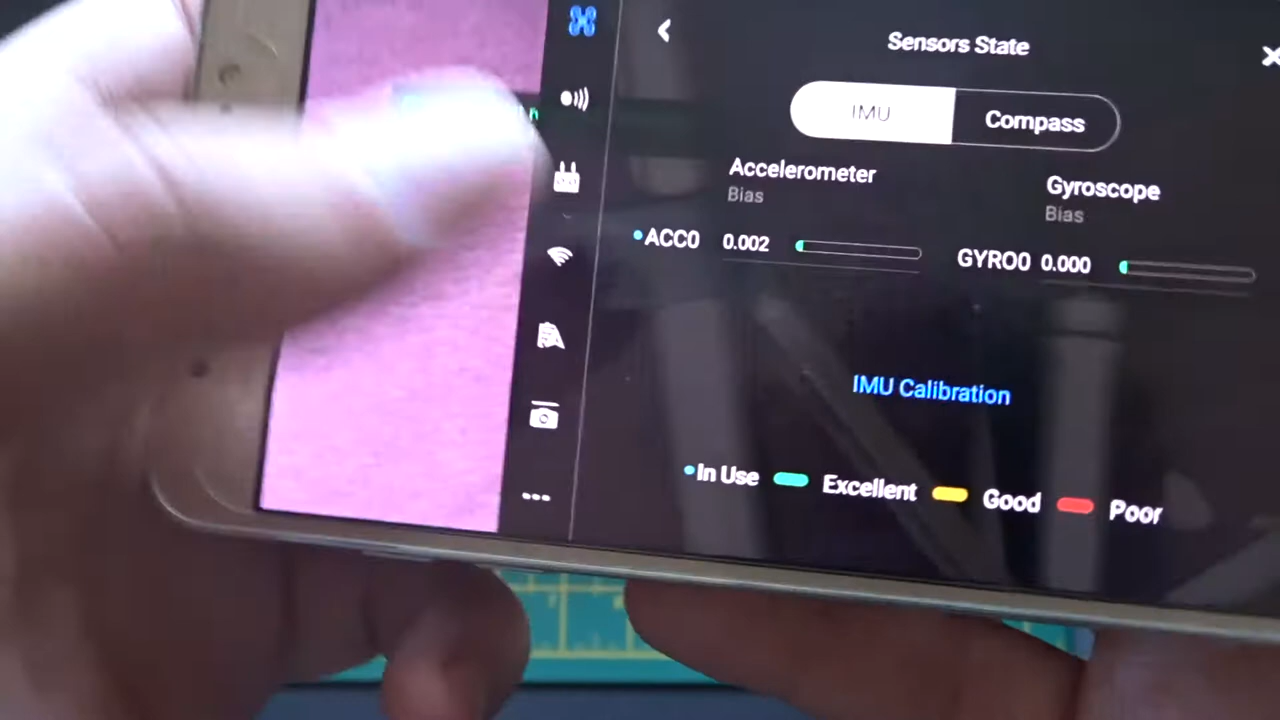 Sensors State
IMU Compass
Accelerometer Gyroscope
Bias Bias
ACC0 0.002 GYRO0 0.000
IMU Calibration
In Use Excellent Good Poor